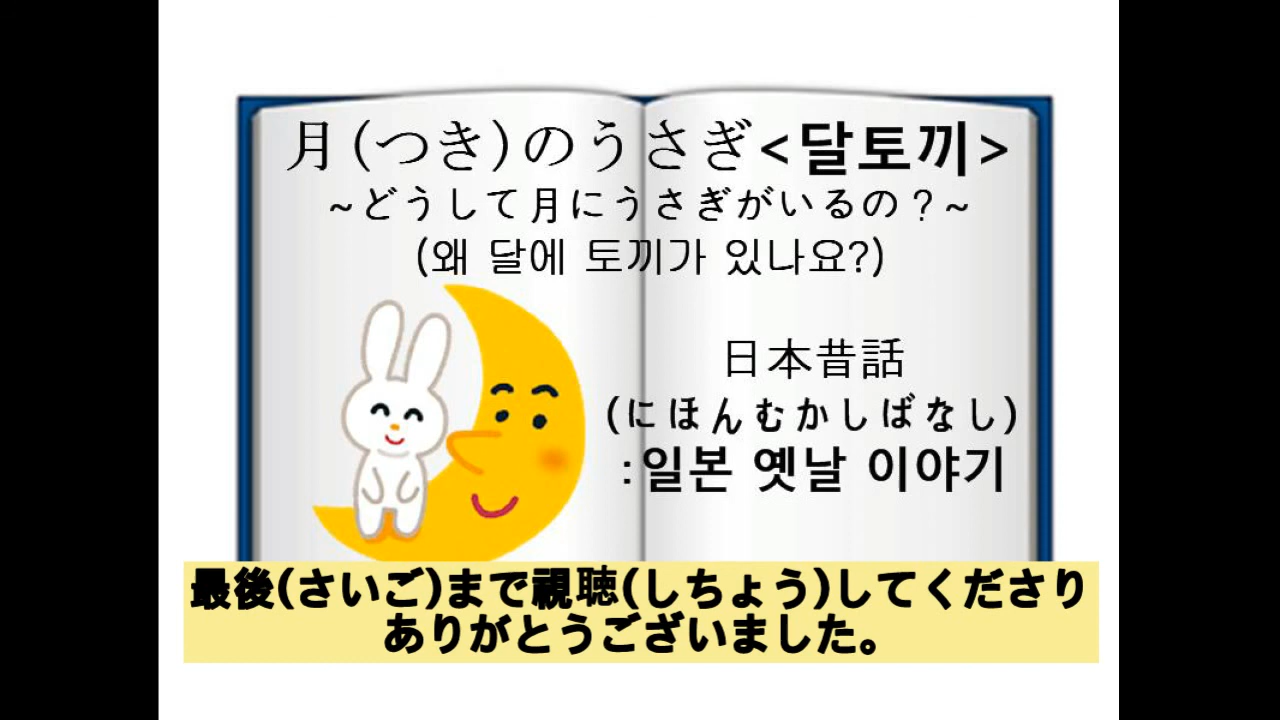 月(つき)のうさぎ<달토끼>
~どうして月にうさぎがいるの？~
(왜 달에 토끼가 있나요?)
日本昔話
(にほんむかしばなし)
:일본 옛날 이야기
最後(さいご)まで視聴(しちょう)してくださり
ありがとうございました。